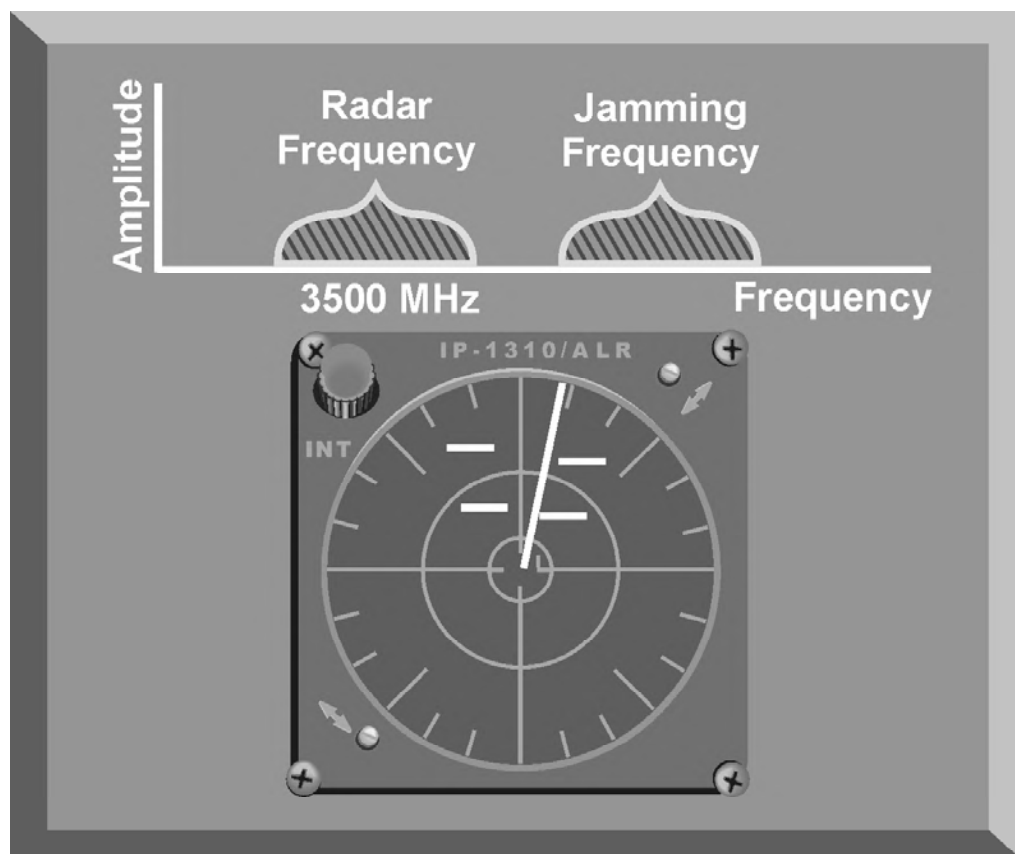 Amplitude
Radar
Frequency
Jamming
Frequency
3500 MHz
Frequency
IP-1310/ALR
INT